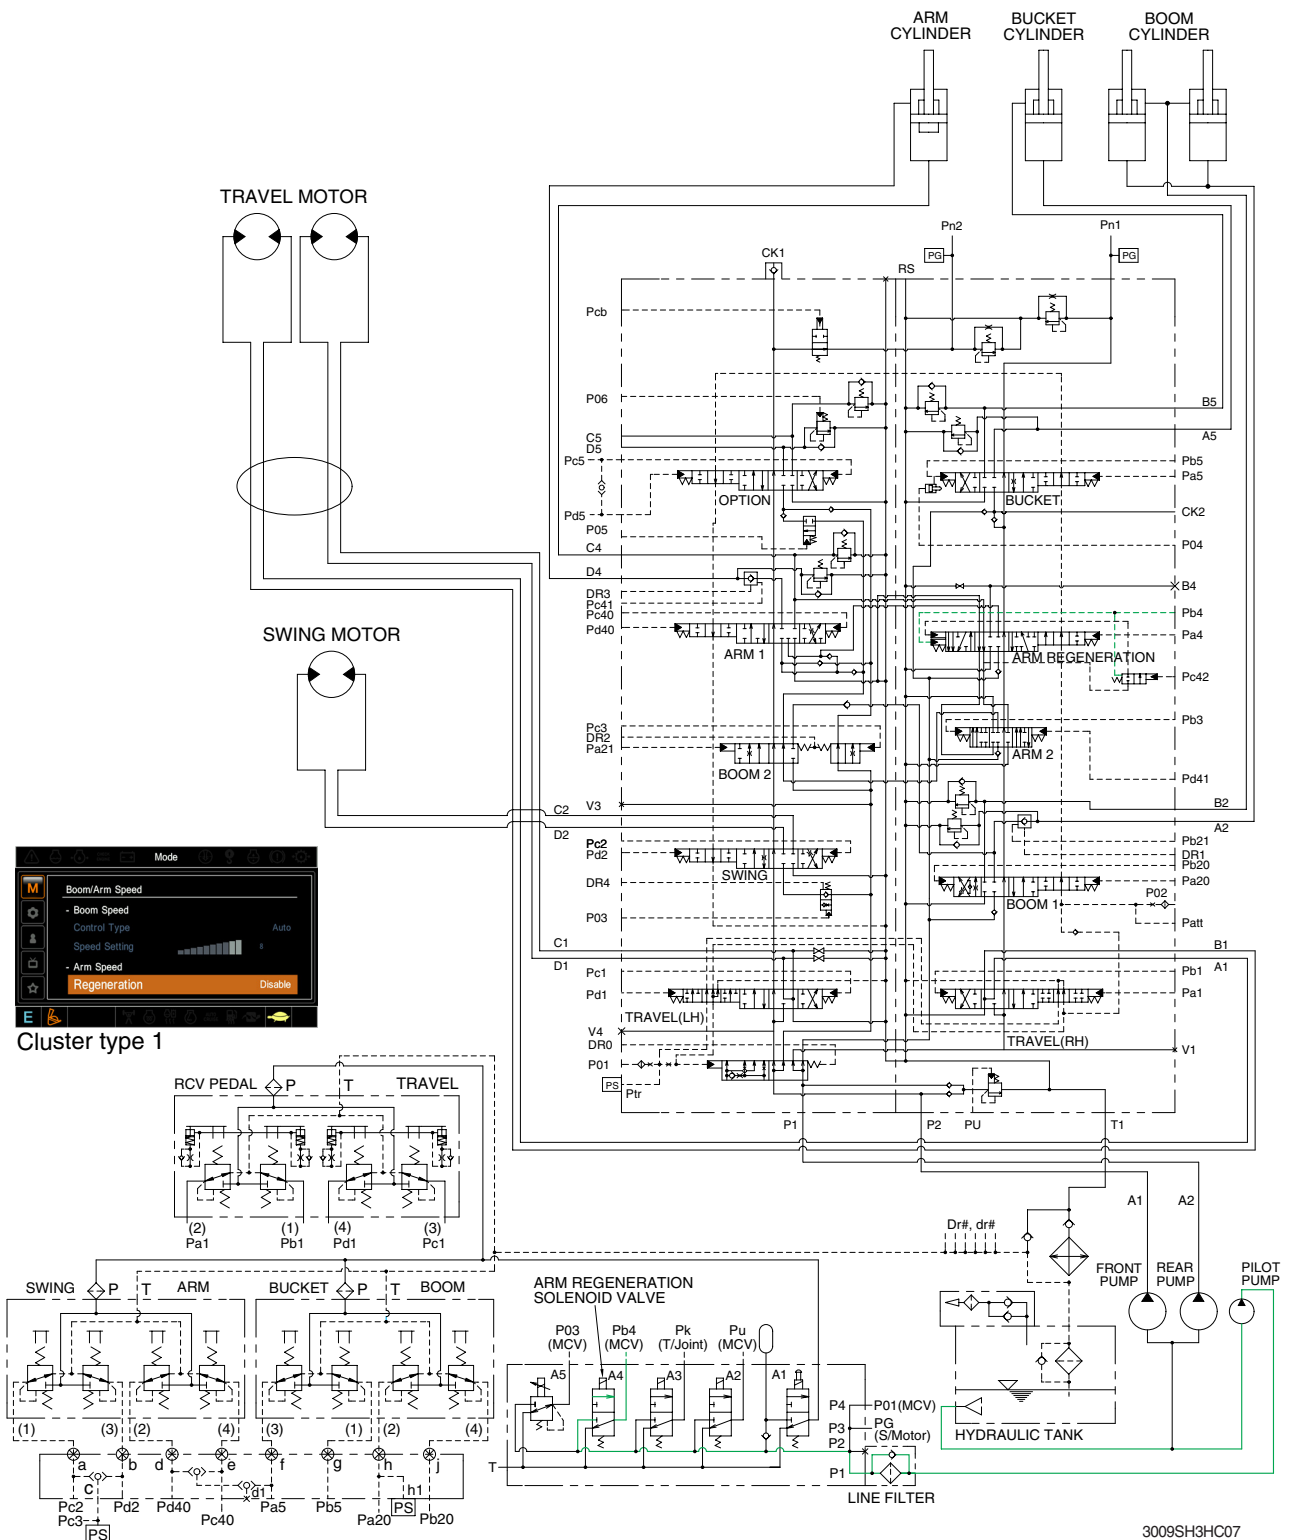 ARM
CYLINDER
BUCKET
CYLINDER
BOOM
CYLINDER
TRAVEL MOTOR
Pn2
Pn1
CK1
PG
PG
RS
Pcb
P06
B5
C5
D5
A5
Pc5
Pb5
Pa5
OPTION
BUCKET
Pd5
CK2
P05
P04
C4
D4
B4
DR3
Pc41
Pc40
Pb4
Pd40
Pa4
SWING MOTOR
ARM 1
ARM REGENERATION
Pc42
Pc3
DR2
Pa21
Pb3
BOOM 2
ARM 2
Pd41
C2
V3
B2
D2
A2
Pc2
Pd2
Pb21
DR1
Pb20
SWING
DR4
Pa20
BOOM 1
P02
P03
Patt
C1
B1
D1
A1
Pc1
Pb1
Pd1
Pa1
TRAVEL(LH)
V4
TRAVEL(RH)
DR0
V1
P01
PS
Ptr
P1
P2
PU
T1
Mode
M
Boom/Arm Speed
- Boom Speed
Control Type
Auto
Speed Setting
8
- Arm Speed
Regeneration
Disable
E
Cluster type 1
RCV PEDAL
P
T
TRAVEL
(2)
(1)
(4)
(3)
Pa1
Pb1
Pd1
Pc1
A1
A2
Dr#, dr#
FRONT
PUMP
REAR
PUMP
PILOT
PUMP
SWING
P
T
ARM
BUCKET
P
T
BOOM
ARM REGENERATION
SOLENOID VALVE
P03
(MCV)
Pb4
(MCV)
Pk
(T/Joint)
Pu
(MCV)
A5
A4
A3
A2
A1
P4
P01(MCV)
P3
PG
(S/Motor)
P2
P1
T
LINE FILTER
HYDRAULIC TANK
(1)
(3)
(2)
(4)
(3)
(1)
(2)
(4)
a
b
d
e
f
g
h
j
c
d1
h1
Pc2
Pd2
Pd40
Pa5
Pb5
PS
Pc3
Pc40
Pa20
Pb20
PS
3009SH3HC07